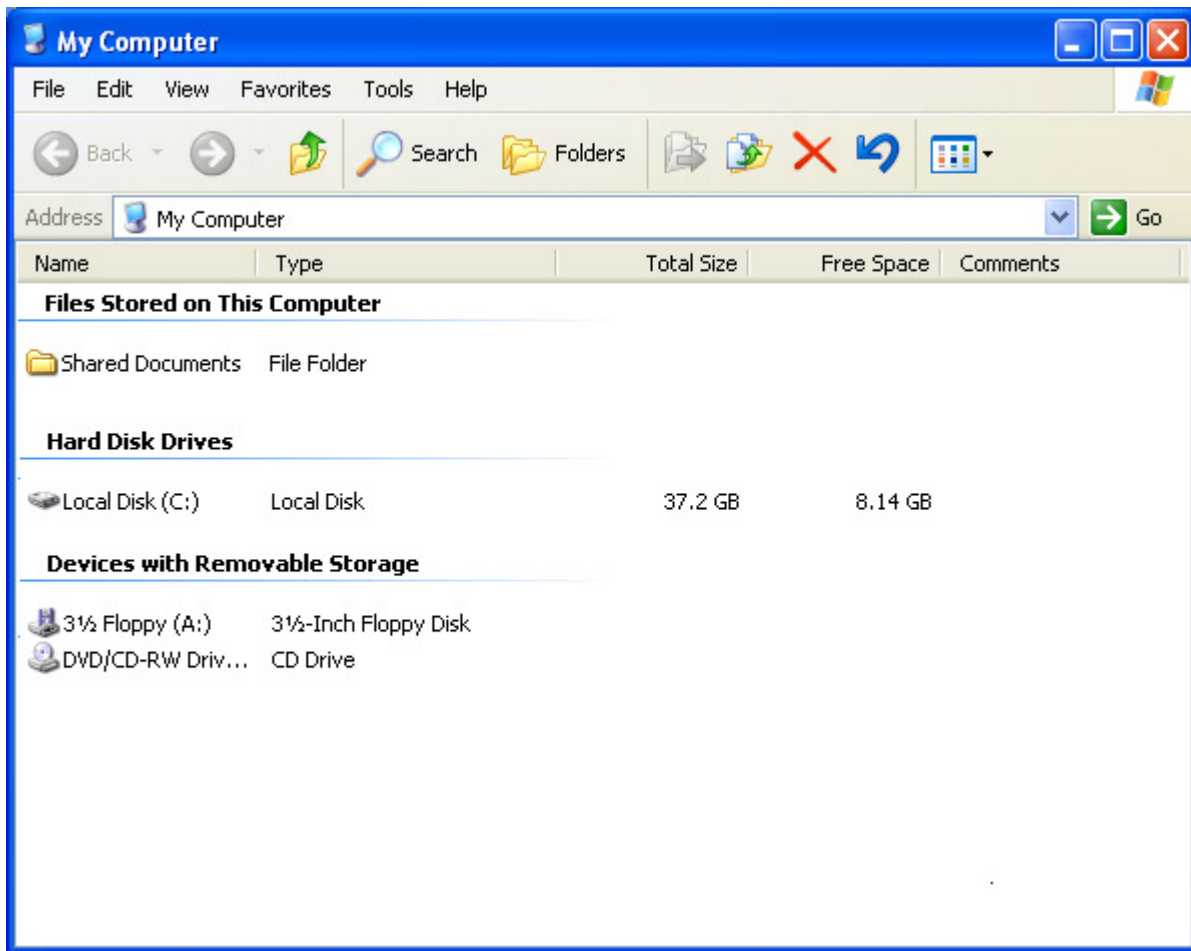 My Computer
File Edit View Favorites Tools Help
Back Search Folders
Address My Computer Go
Name Type Total Size Free Space Comments
Files Stored on This Computer
Shared Documents File Folder
Hard Disk Drives
Local Disk (C:) Local Disk 37.2 GB 8.14 GB
Devices with Removable Storage
3½ Floppy (A:) 3½-Inch Floppy Disk
DVD/CD-RW Driv... CD Drive